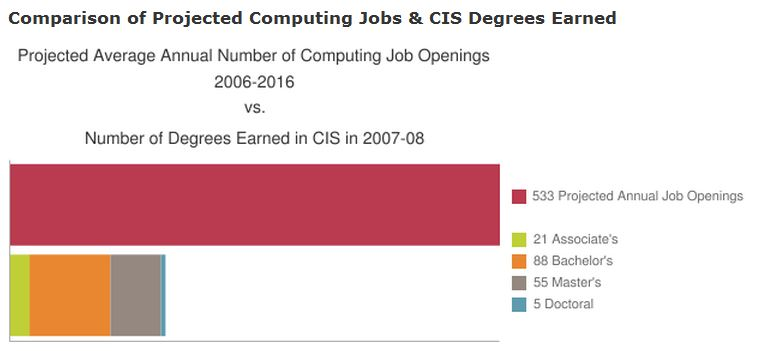 Comparison of Projected Computing Jobs & CIS Degrees Earned
Projected Average Annual Number of Computing Job Openings
2006-2016
vs.
Number of Degrees Earned in CIS in 2007-08
533 Projected Annual Job Openings
21 Associate's
88 Bachelor's
55 Master's
5 Doctoral